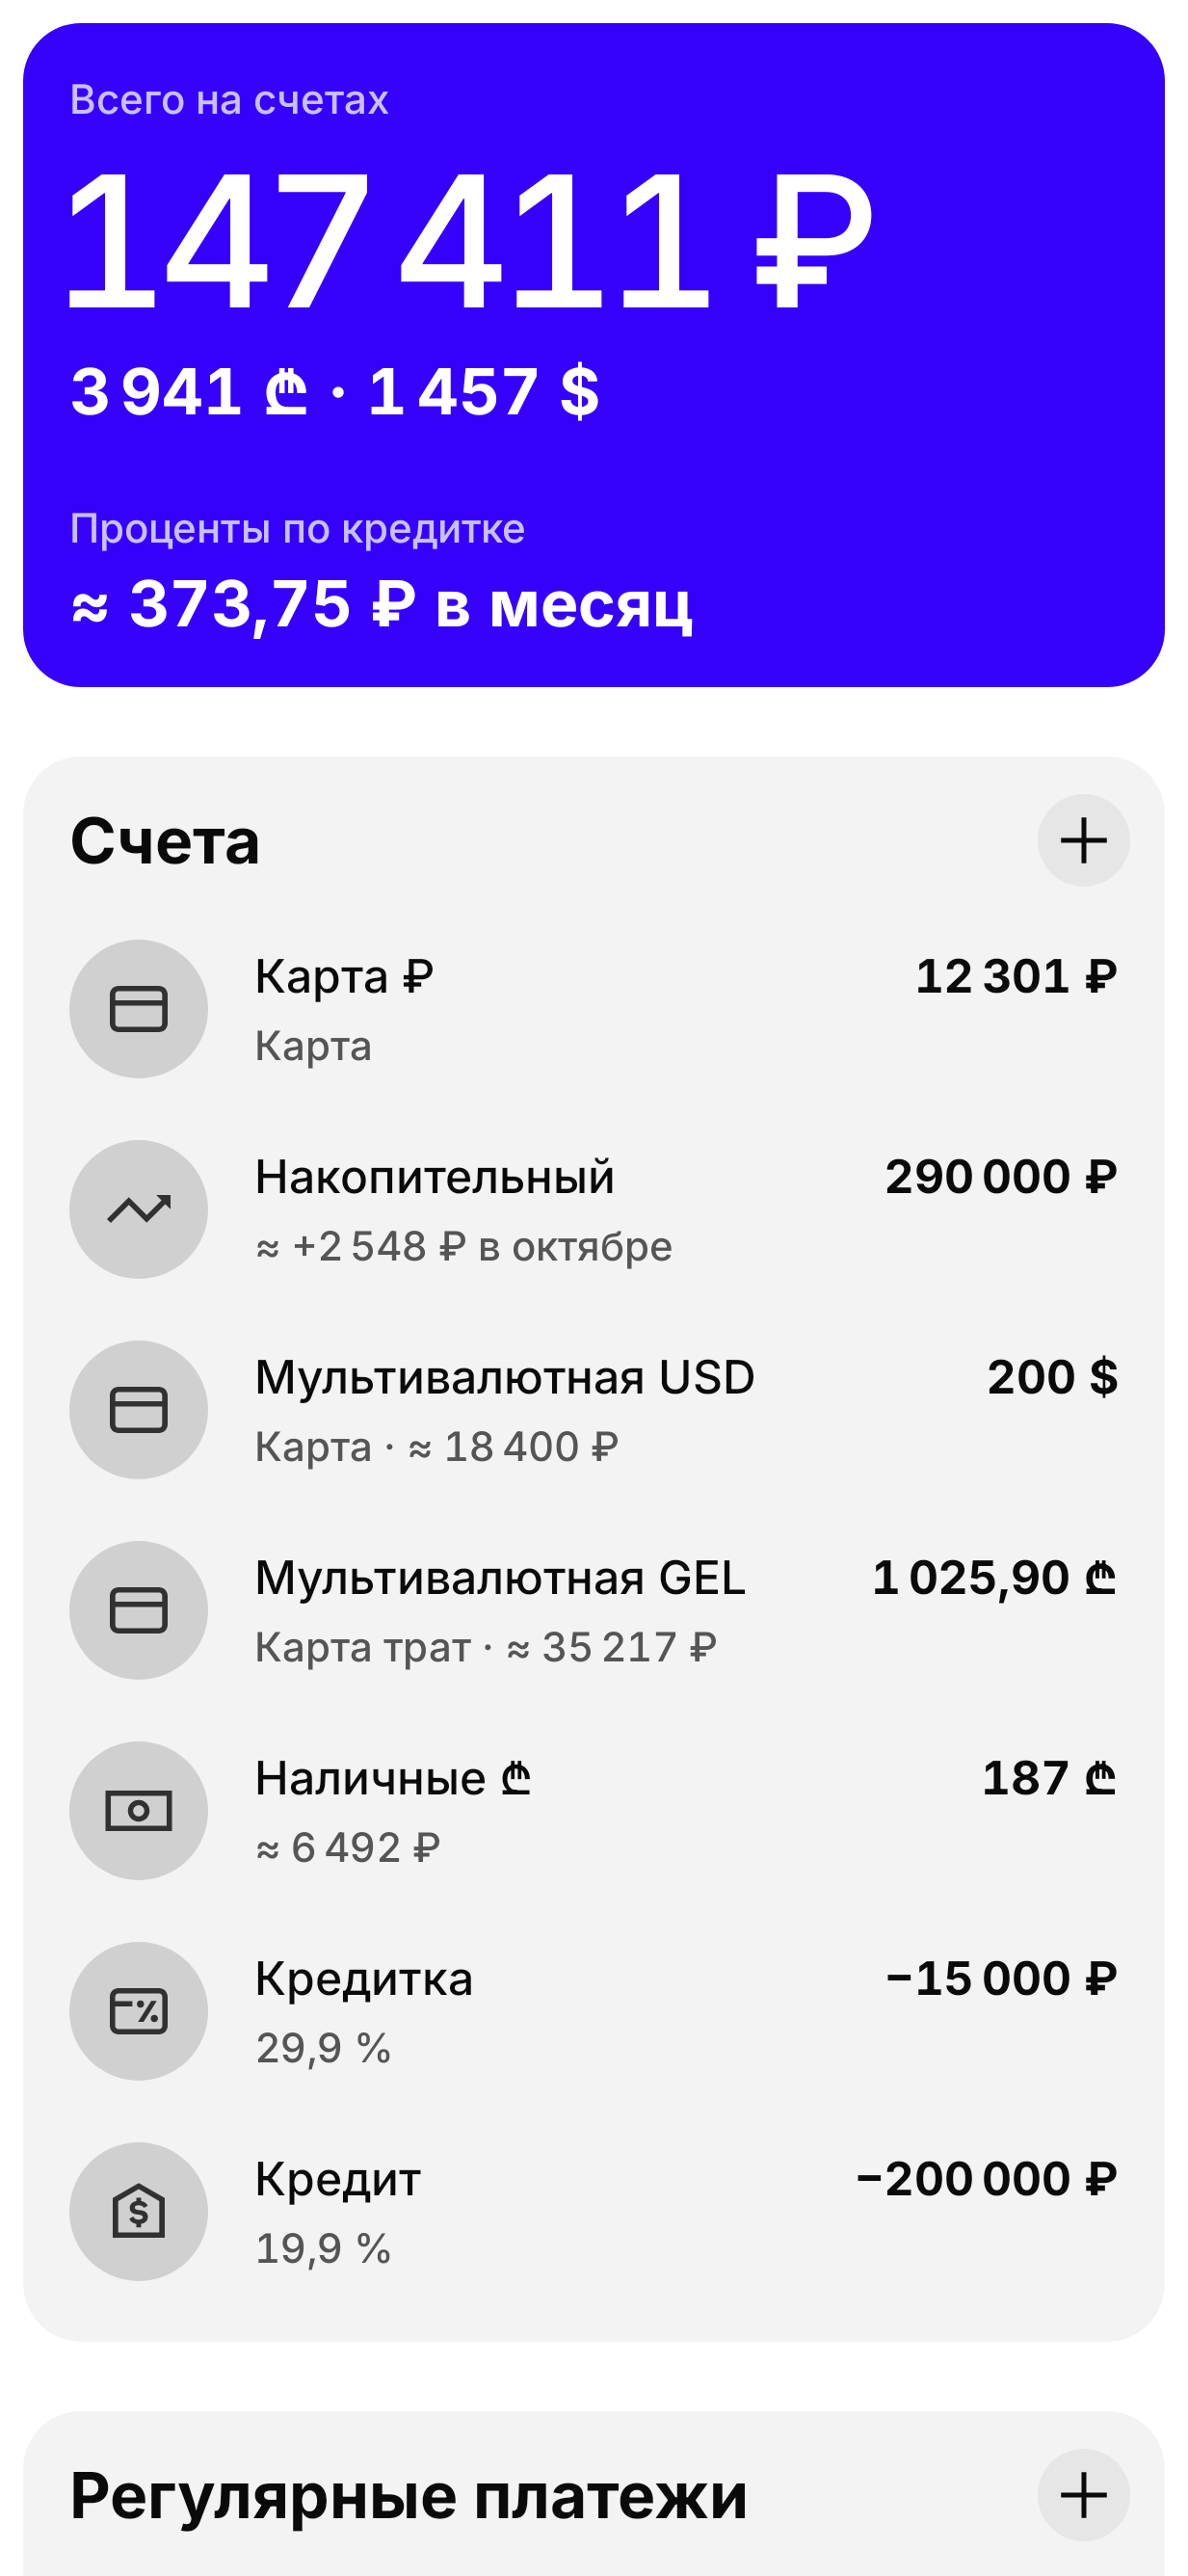 Всего на счетах
147 411 ₽
3 941 ₾ · 1 457 $
Проценты по кредитке
≈ 373,75 ₽ в месяц
Счета
Карта ₽
12 301 ₽
Карта
Накопительный
290 000 ₽
≈ +2 548 ₽ в октябре
Мультивалютная USD
200 $
Карта · ≈ 18 400 ₽
Мультивалютная GEL
1 025,90 ₾
Карта трат · ≈ 35 217 ₽
Наличные ₾
187 ₾
≈ 6 492 ₽
Кредитка
−15 000 ₽
29,9 %
Кредит
−200 000 ₽
19,9 %
Регулярные платежи